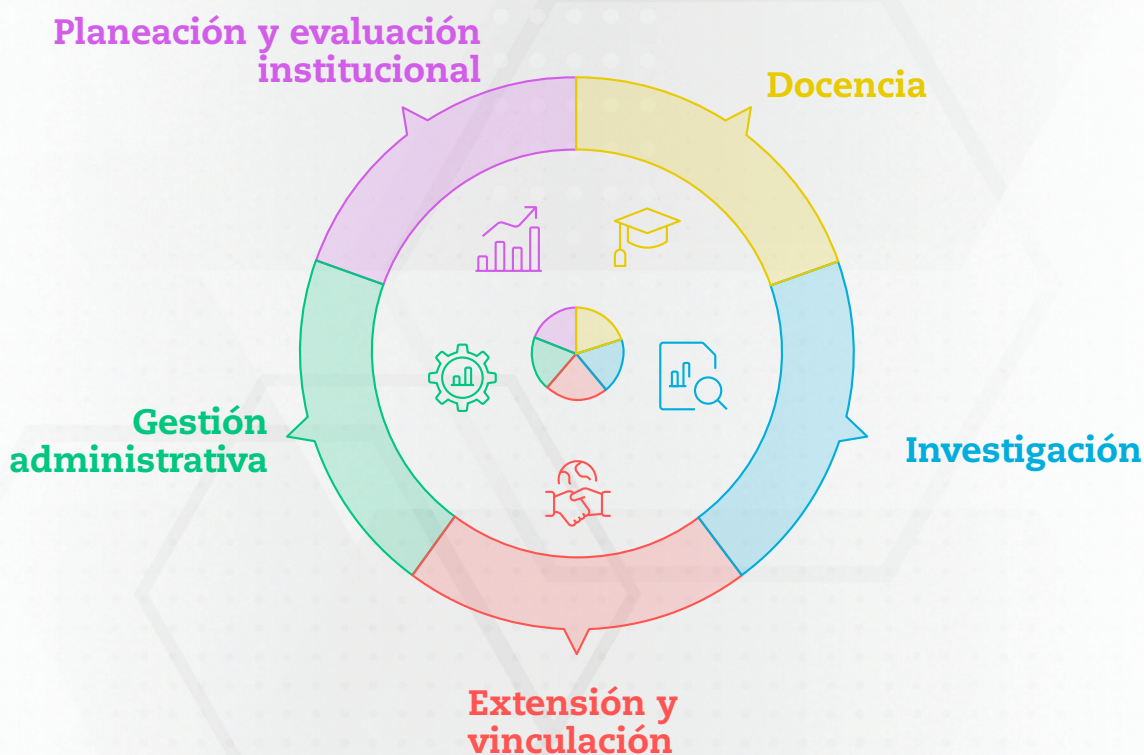 Planeación y evaluación
institucional
Docencia
Gestión
administrativa
Investigación
Extensión y
vinculación